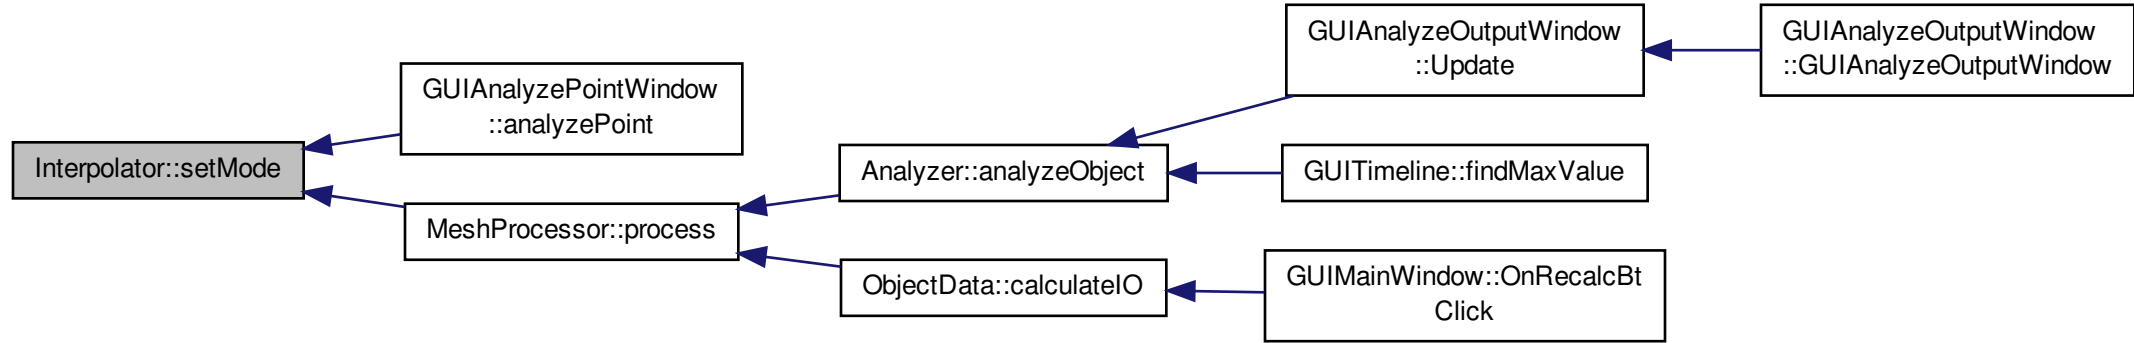 Interpolator::setMode
GUIAnalyzePointWindow
::analyzePoint
MeshProcessor::process
Analyzer::analyzeObject
ObjectData::calculateIO
GUIAnalyzeOutputWindow
::Update
GUITimeline::findMaxValue
GUIMainWindow::OnRecalcBt
Click
GUIAnalyzeOutputWindow
::GUIAnalyzeOutputWindow